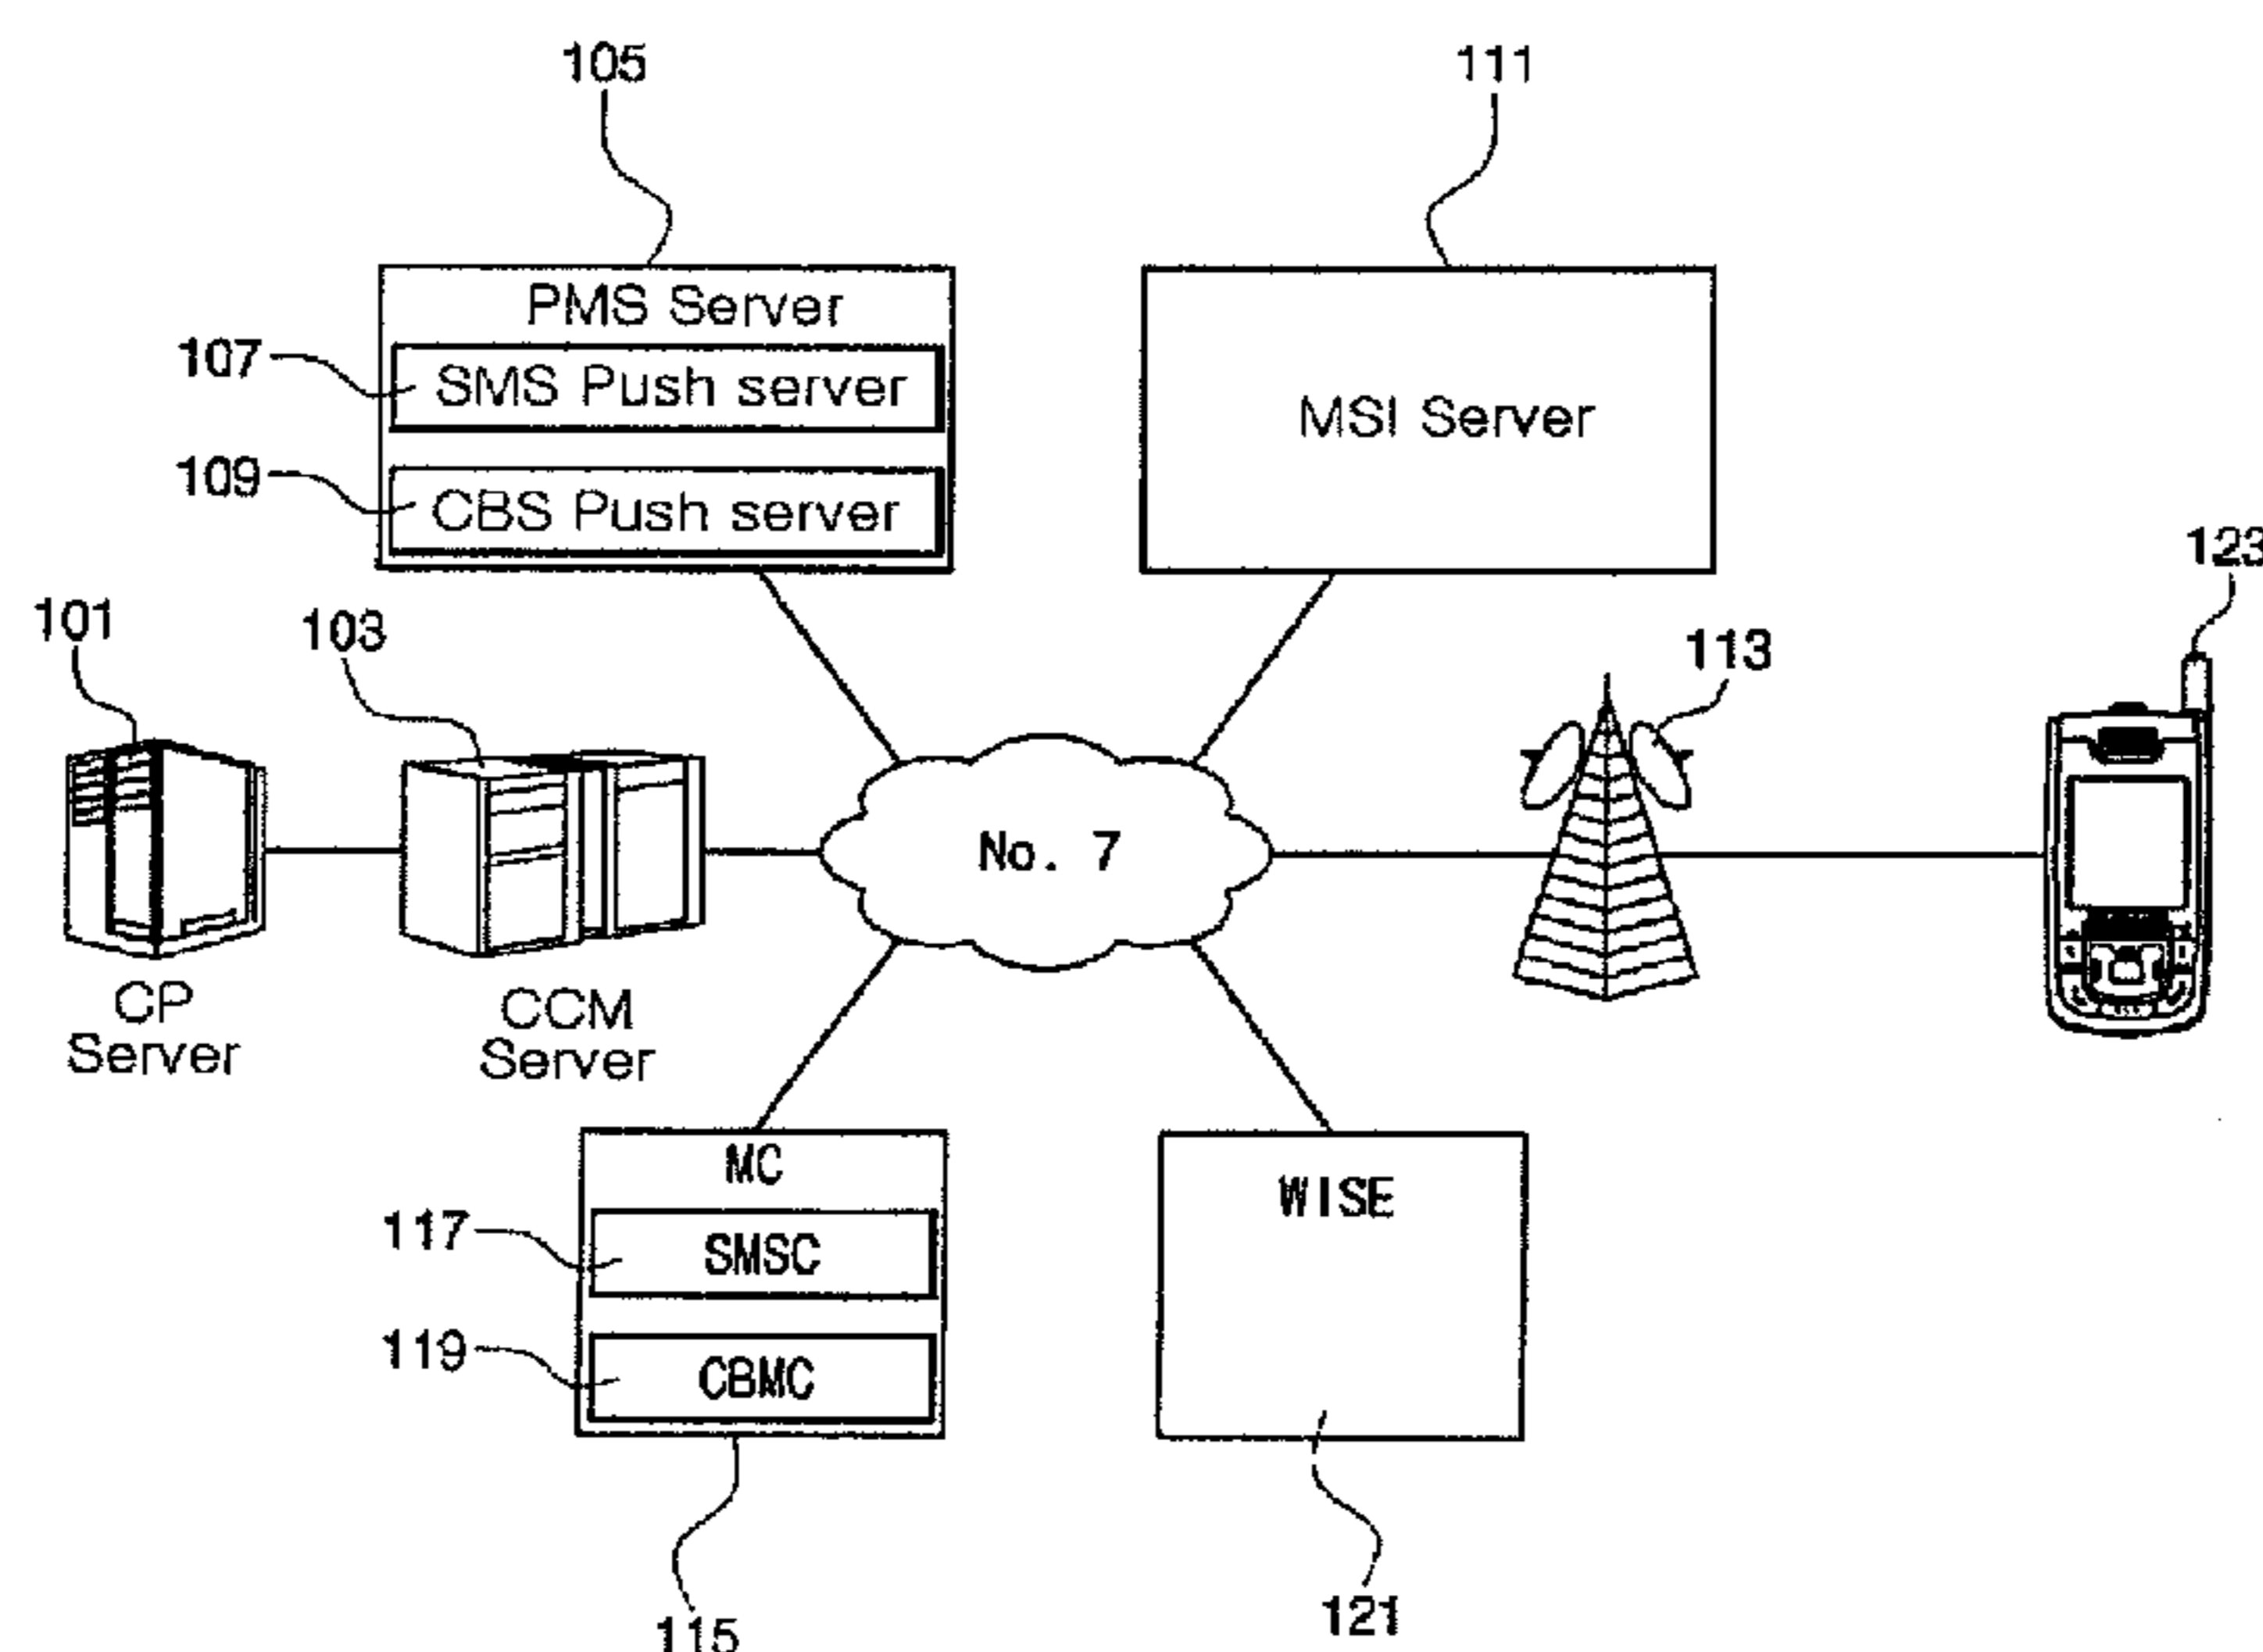 105
111
PMS Server
107
SMS Push server
MSI Server
109
CBS Push server
123
101
103
113
No. 7
CP
Server
CCM
Server
MC
WISE
117
SMSC
119
CBMC
121
115